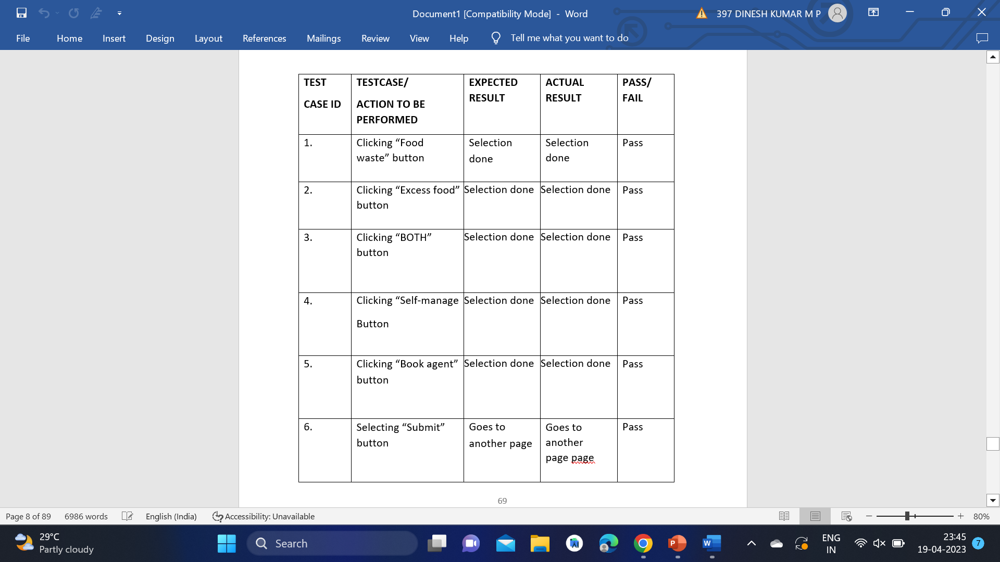 Document1 [Compatibility Mode] - Word
397 DINESH KUMAR M P
File Home Insert Design Layout References Mailings Review View Help Tell me what you want to do
TEST
CASE ID
TESTCASE/
ACTION TO BE
PERFORMED
EXPECTED
RESULT
ACTUAL
RESULT
PASS/
FAIL
1.
Clicking “Food
waste” button
Selection
done
Selection
done
Pass
2.
Clicking “Excess food”
button
Selection done
Selection done
Pass
3.
Clicking “BOTH”
button
Selection done
Selection done
Pass
4.
Clicking “Self-manage
Button
Selection done
Selection done
Pass
5.
Clicking “Book agent”
button
Selection done
Selection done
Pass
6.
Selecting “Submit”
button
Goes to
another page
Goes to
another
page page
Pass
69
Page 8 of 89 6986 words English (India) Accessibility: Unavailable 80%
29°C
Partly cloudy
Search
AI
P
W
ENG
IN
23:45
19-04-2023
7